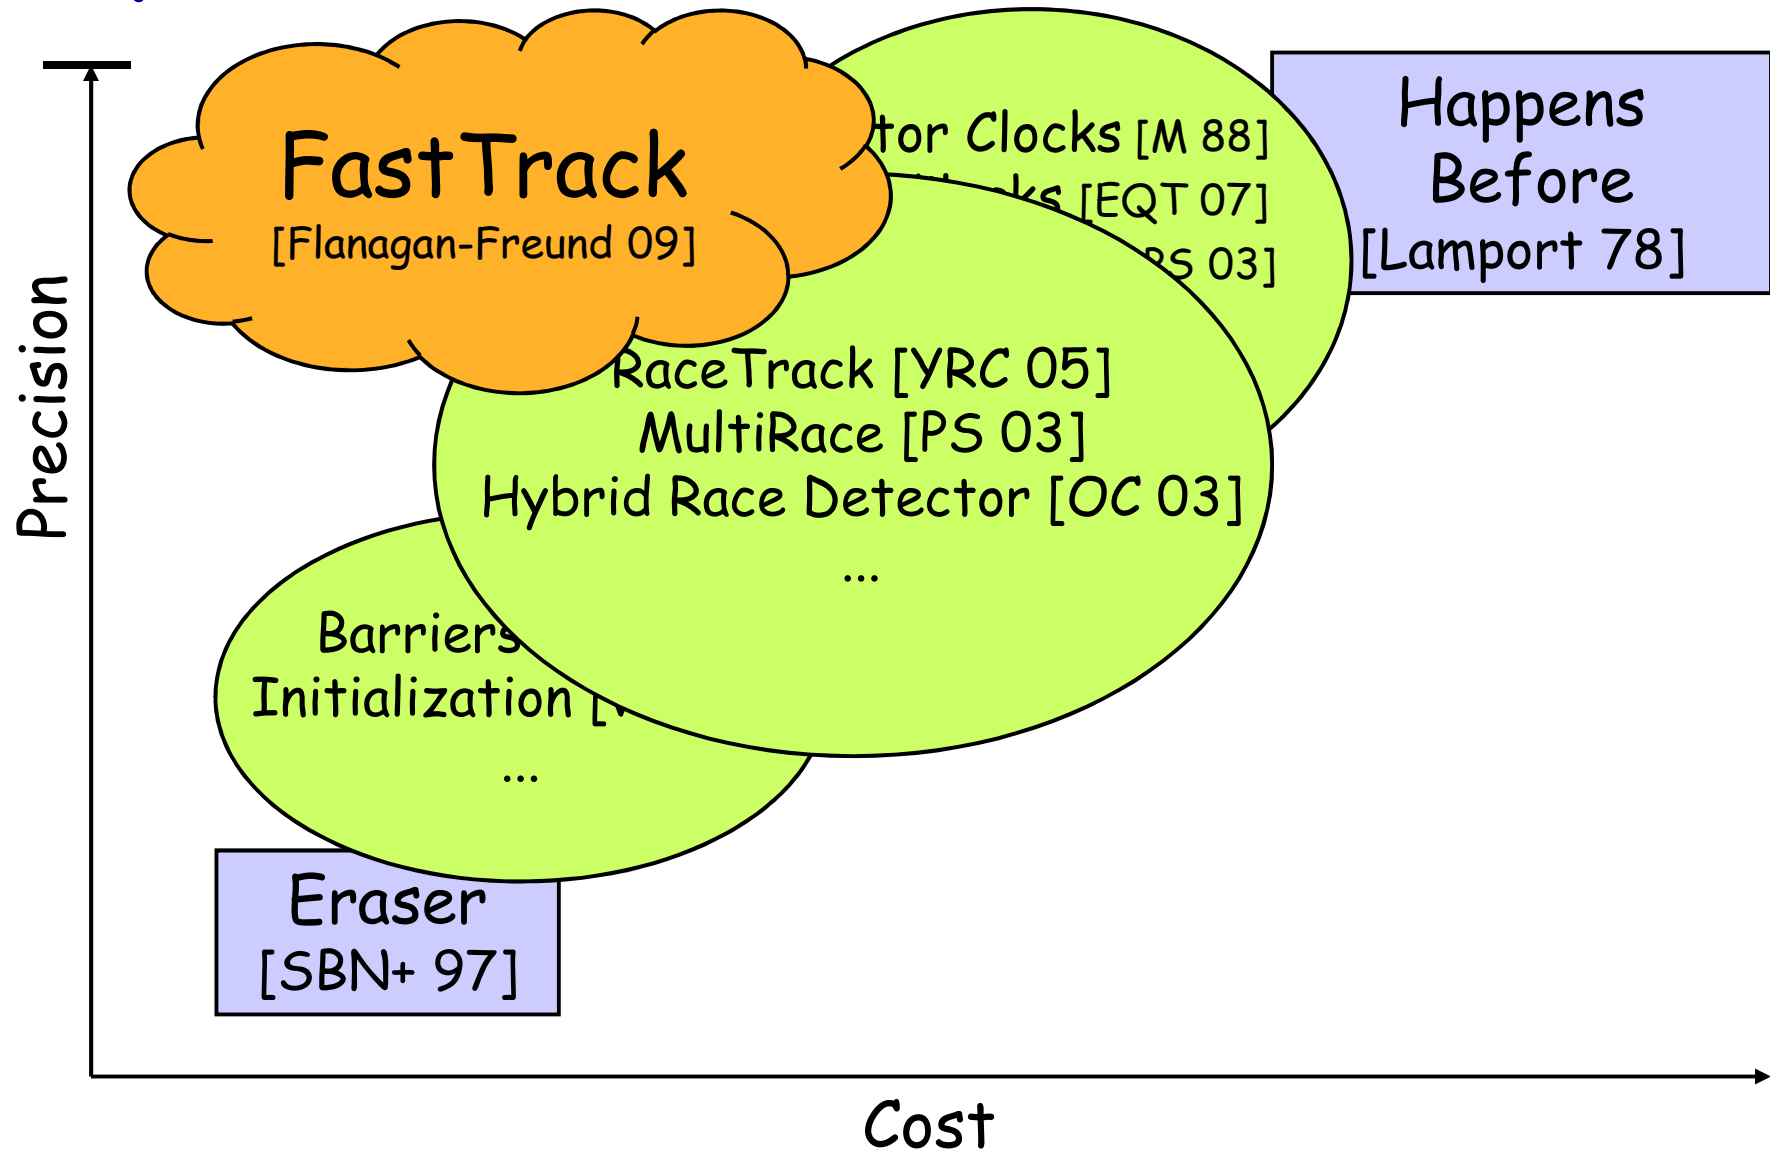 Precision
FastTrack
[Flanagan-Freund 09]
Clocks [M 88]
[EQT 07]
03]
Happens
Before
[Lamport 78]
RaceTrack [YRC 05]
MultiRace [PS 03]
Hybrid Race Detector [OC 03]
...
Barriers
Initialization
...
Eraser
[SBN+ 97]
Cost